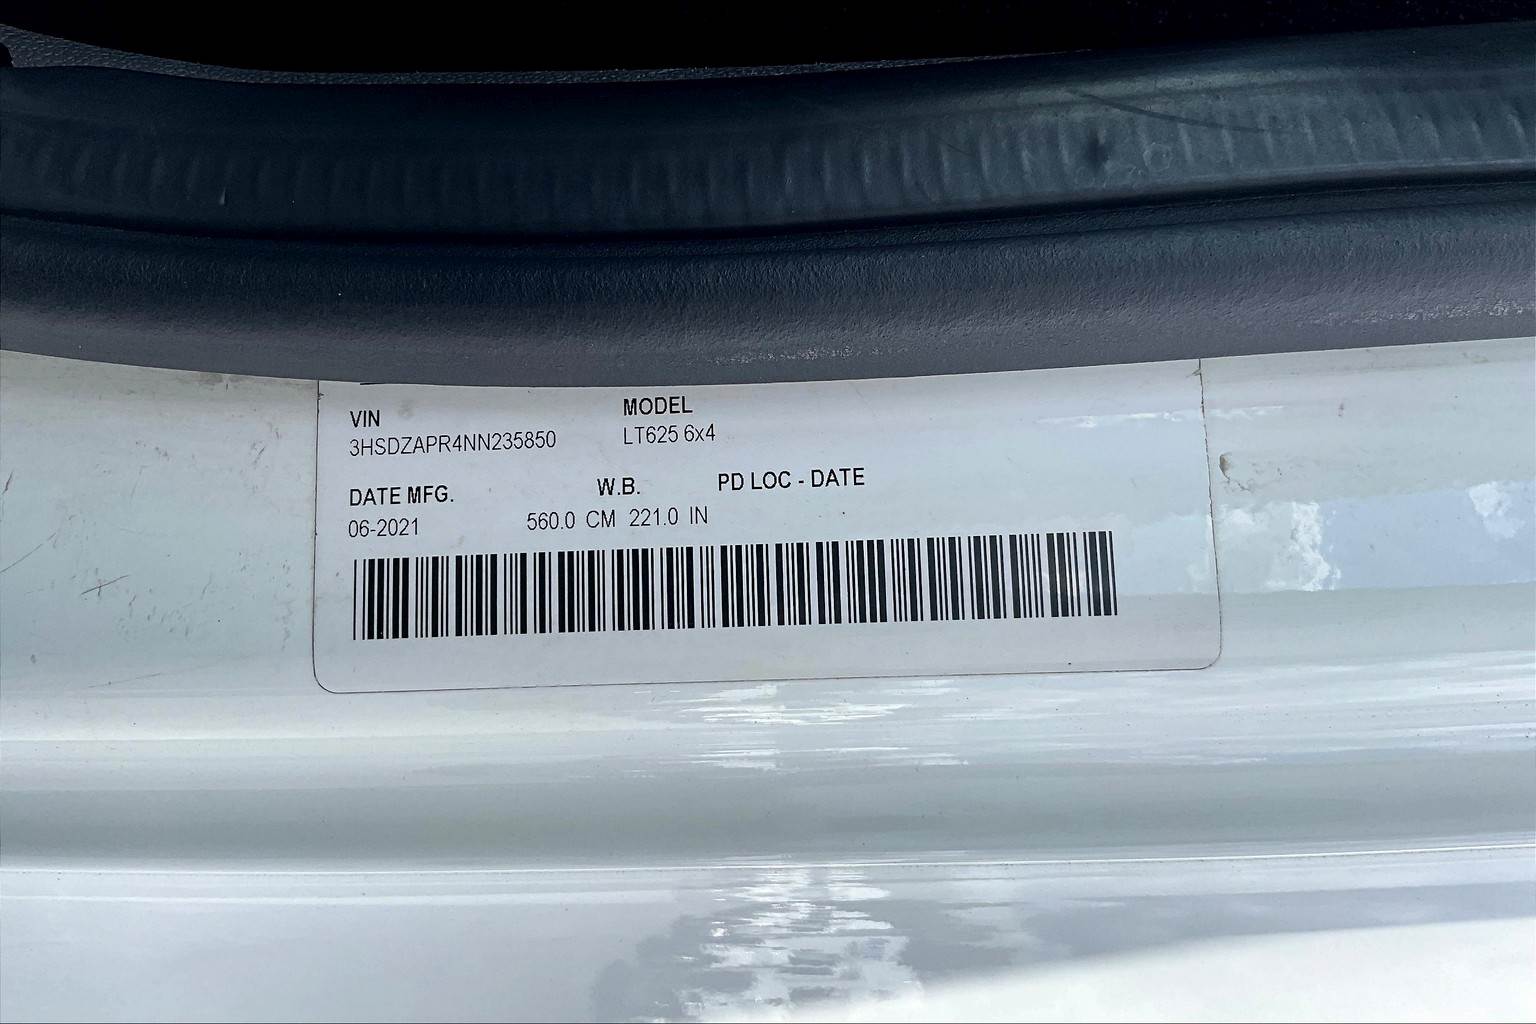 VIN MODEL
3HSDZAPR4NN235850 LT625 6x4
DATE MFG. W.B. PD LOC - DATE
06-2021 560.0 CM 221.0 IN